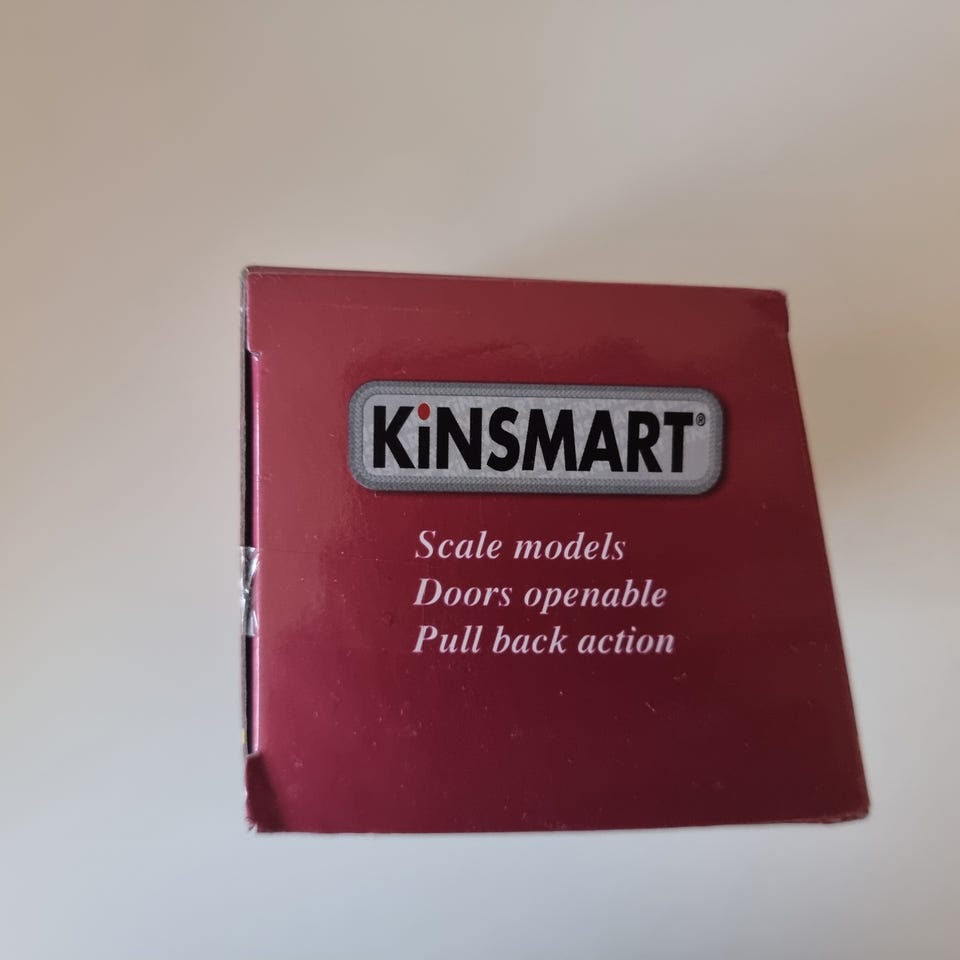 KiNSMART®
Scale models
Doors openable
Pull back action